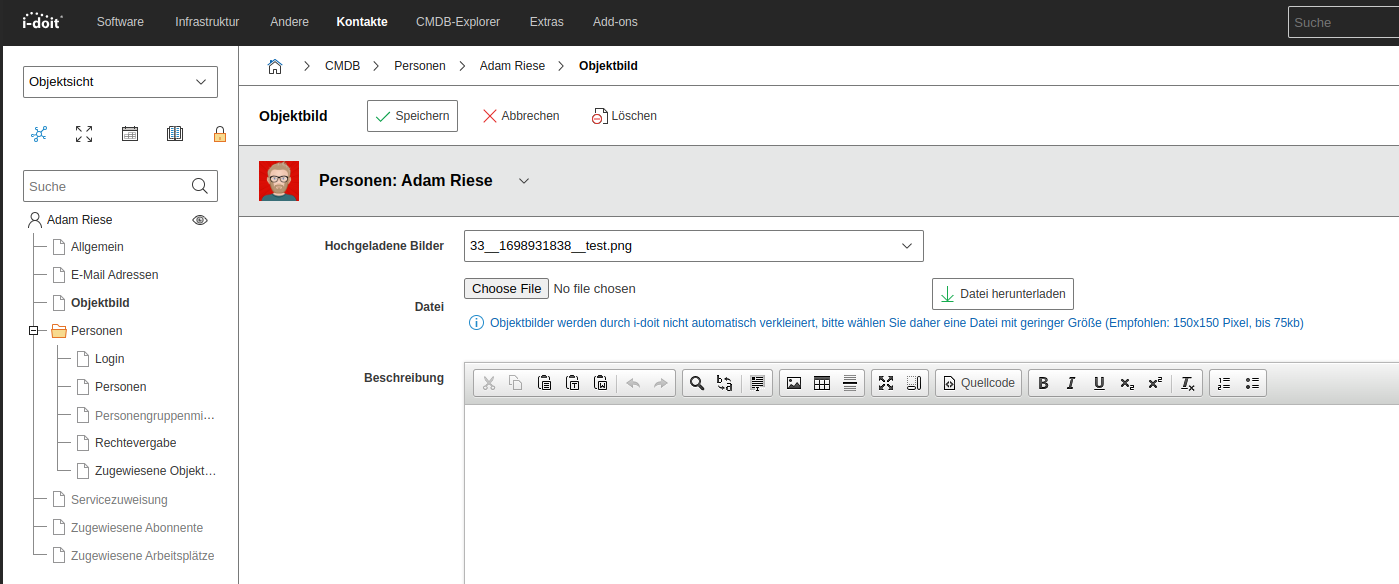 i-doit
Software Infrastruktur Andere Kontakte CMDB-Explorer Extras Add-ons Suche
Objektsicht
CMDB Personen Adam Riese Objektbild
Objektbild Speichern Abbrechen Löschen
Suche
Personen: Adam Riese
Adam Riese
Allgemein
E-Mail Adressen
Objektbild
Personen
Login
Personen
Personengruppenmi...
Rechtevergabe
Zugewiesene Objekt...
Servicezuweisung
Zugewiesene Abonnente
Zugewiesene Arbeitsplätze
Hochgeladene Bilder 33__1698931838__test.png
Datei Choose File No file chosen Datei herunterladen
Objektbilder werden durch i-doit nicht automatisch verkleinert, bitte wählen Sie daher eine Datei mit geringer Größe (Empfohlen: 150x150 Pixel, bis 75kb)
Beschreibung
Quellcode